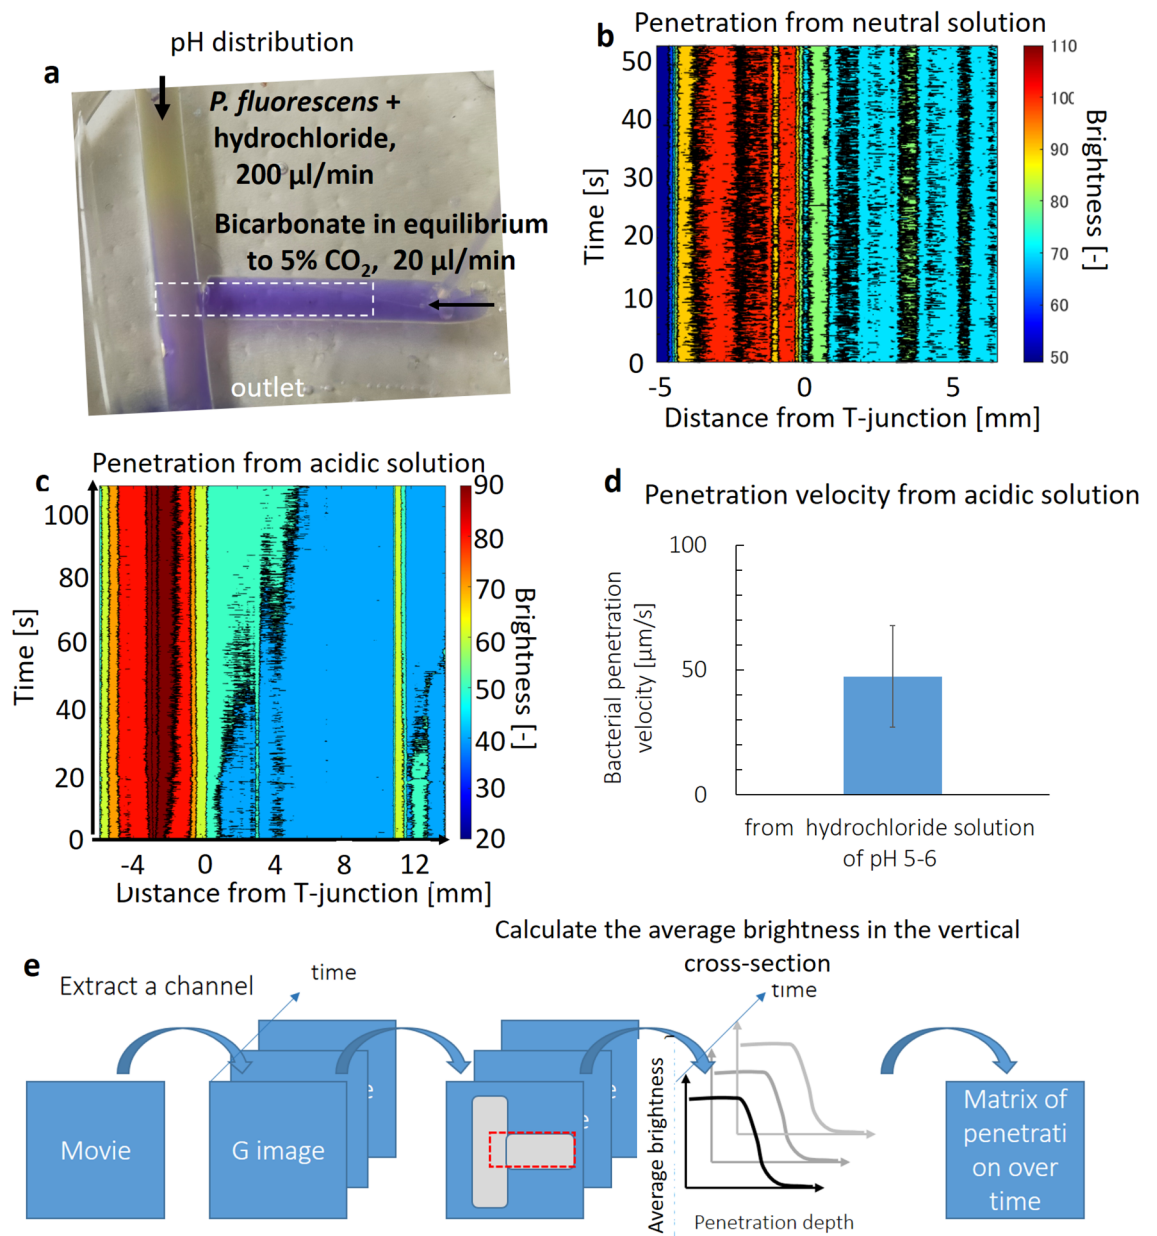 pH distribution
a
P. fluorescens +
hydrochloride,
200 µl/min
Bicarbonate in equilibrium
to 5% CO2, 20 µl/min
outlet
b
Penetration from neutral solution
50
40
30
20
10
0
Time [s]
-5
0
5
Distance from T-junction [mm]
110
90
80
70
60
50
Brightness [-]
c
Penetration from acidic solution
100
80
60
40
20
0
Time [s]
-4
0
4
8
12
Distance from T-junction [mm]
90
80
70
60
50
40
30
20
Brightness [-]
d
Penetration velocity from acidic solution
100
50
0
Bacterial penetration
velocity [µm/s]
from hydrochloride solution
of pH 5-6
e
Extract a channel
time
Calculate the average brightness in the vertical
cross-section
time
Movie
G image
e
e
Average brightness
Penetration depth
Matrix of
penetrati
on over
time